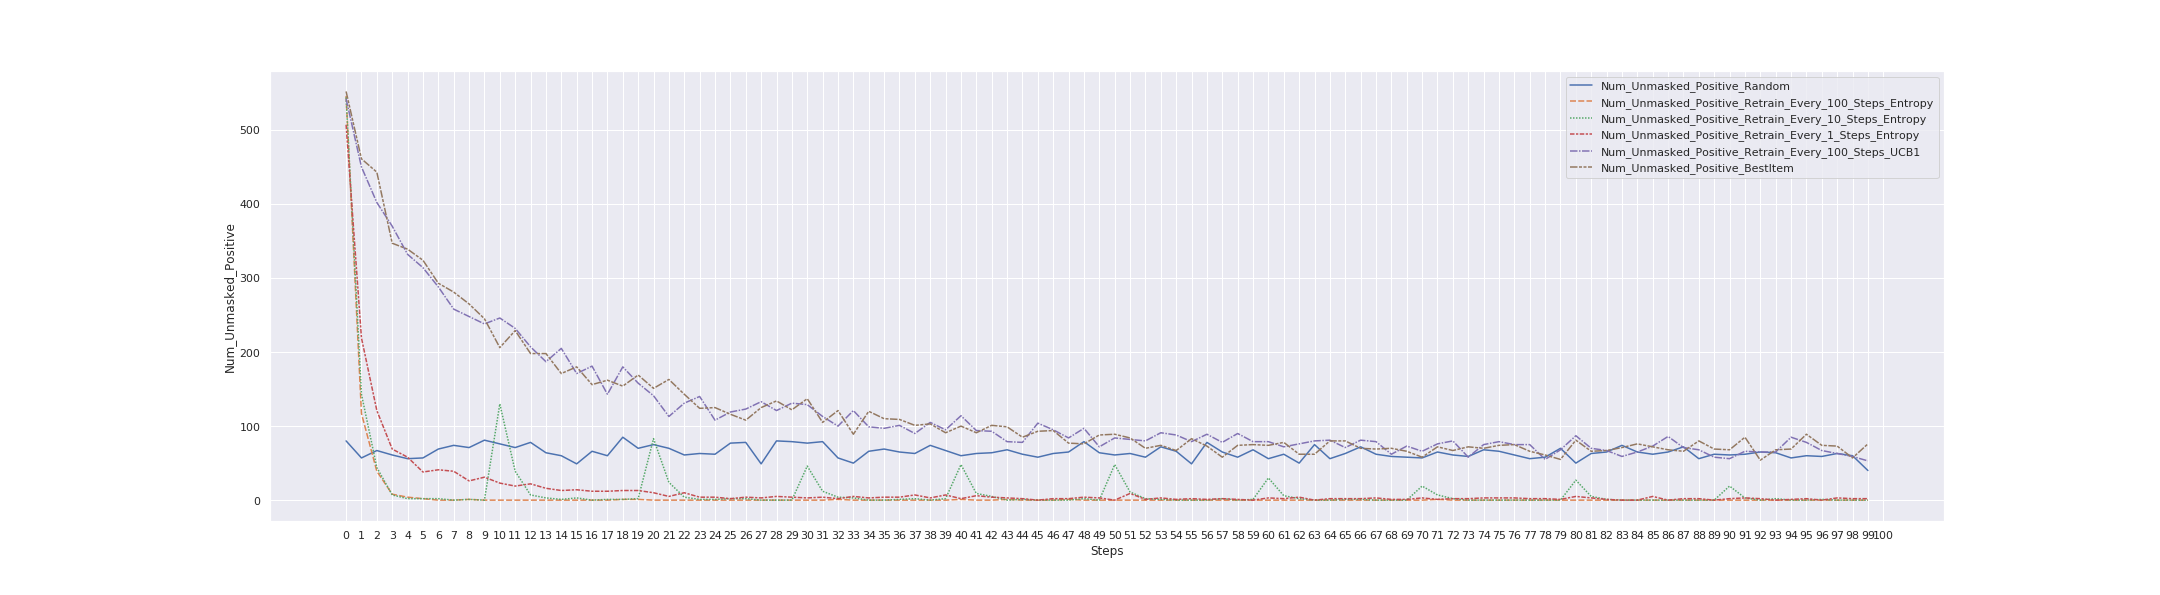 500
400
300
200
100
0
Num_Unmasked_Positive
Num_Unmasked_Positive_Random
Num_Unmasked_Positive_Retrain_Every_100_Steps_Entropy
Num_Unmasked_Positive_Retrain_Every_10_Steps_Entropy
Num_Unmasked_Positive_Retrain_Every_1_Steps_Entropy
Num_Unmasked_Positive_Retrain_Every_100_Steps_UCB1
Num_Unmasked_Positive_BestItem
0 1 2 3 4 5 6 7 8 9 10 11 12 13 14 15 16 17 18 19 20 21 22 23 24 25 26 27 28 29 30 31 32 33 34 35 36 37 38 39 40 41 42 43 44 45 46 47 48 49 50 51 52 53 54 55 56 57 58 59 60 61 62 63 64 65 66 67 68 69 70 71 72 73 74 75 76 77 78 79 80 81 82 83 84 85 86 87 88 89 90 91 92 93 94 95 96 97 98 99 100
Steps